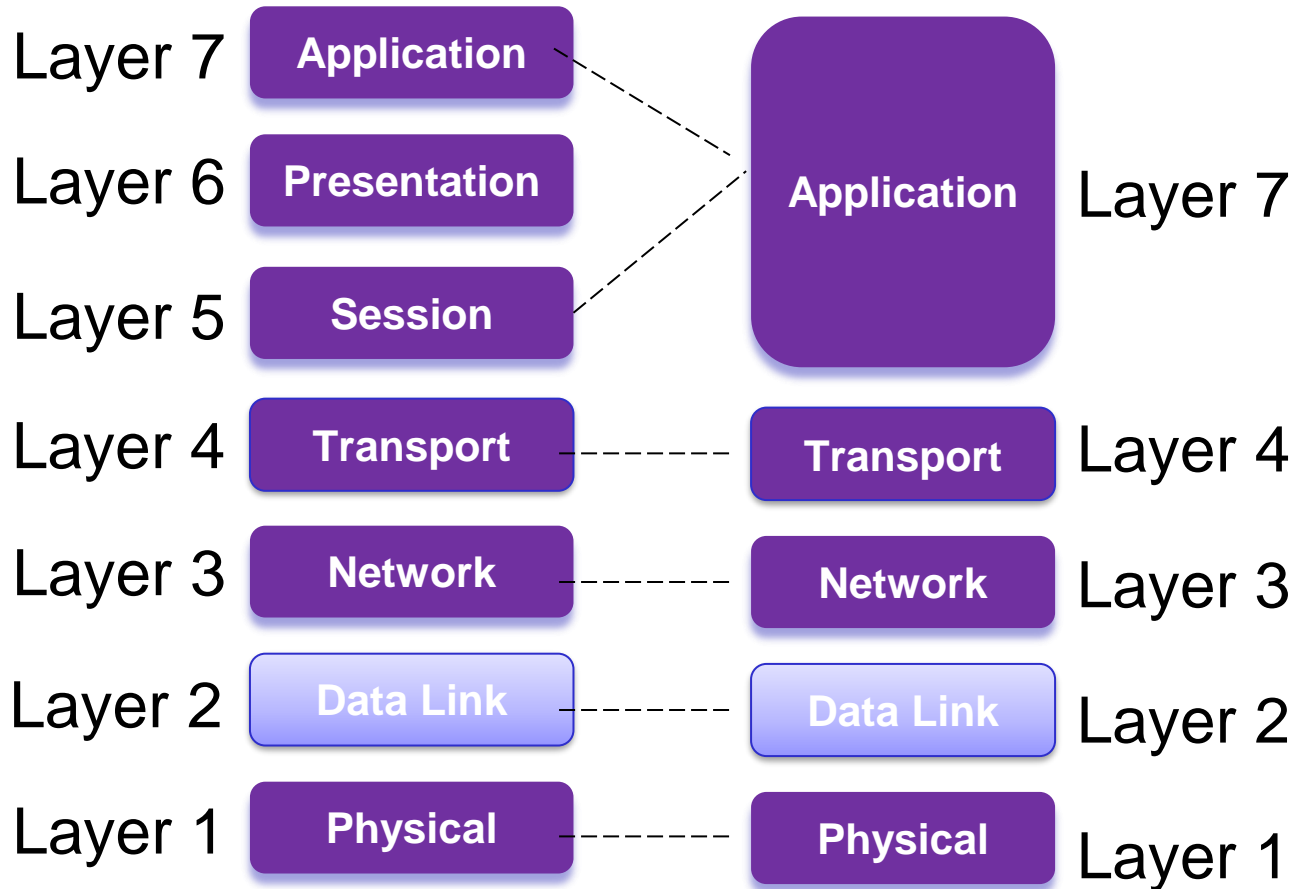 Layer 7 Application
Layer 6 Presentation
Application Layer 7
Layer 5 Session
Layer 4 Transport
Transport Layer 4
Layer 3 Network
Network Layer 3
Layer 2 Data Link
Data Link Layer 2
Layer 1 Physical
Physical Layer 1